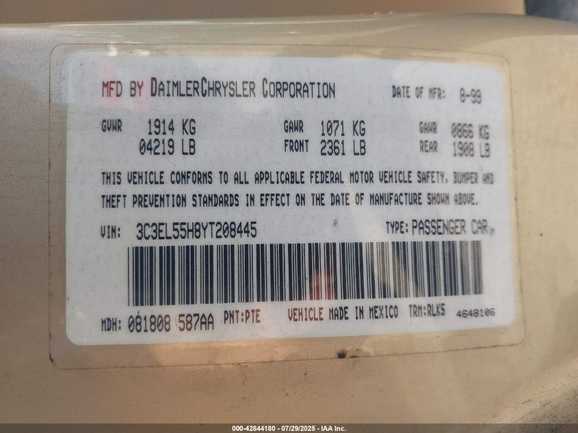 MFD BY DAIMLERCHRYSLER CORPORATION DATE OF MFR: 8-99
GVWR 1914 KG GAWR 1071 KG GAWR 0866 KG
04219 LB FRONT 2361 LB REAR 1908 LB
THIS VEHICLE CONFORMS TO ALL APPLICABLE FEDERAL MOTOR VEHICLE SAFETY, BUMPER AND
THEFT PREVENTION STANDARDS IN EFFECT ON THE DATE OF MANUFACTURE SHOWN ABOVE.
VIN: 3C3EL55H8YT208445 TYPE: PASSENGER CAR
MDH: 081808 587AA PNT:PTE VEHICLE MADE IN MEXICO TRM:RLK5 4648106
000-42844180 - 07/29/2025 - IAA Inc.